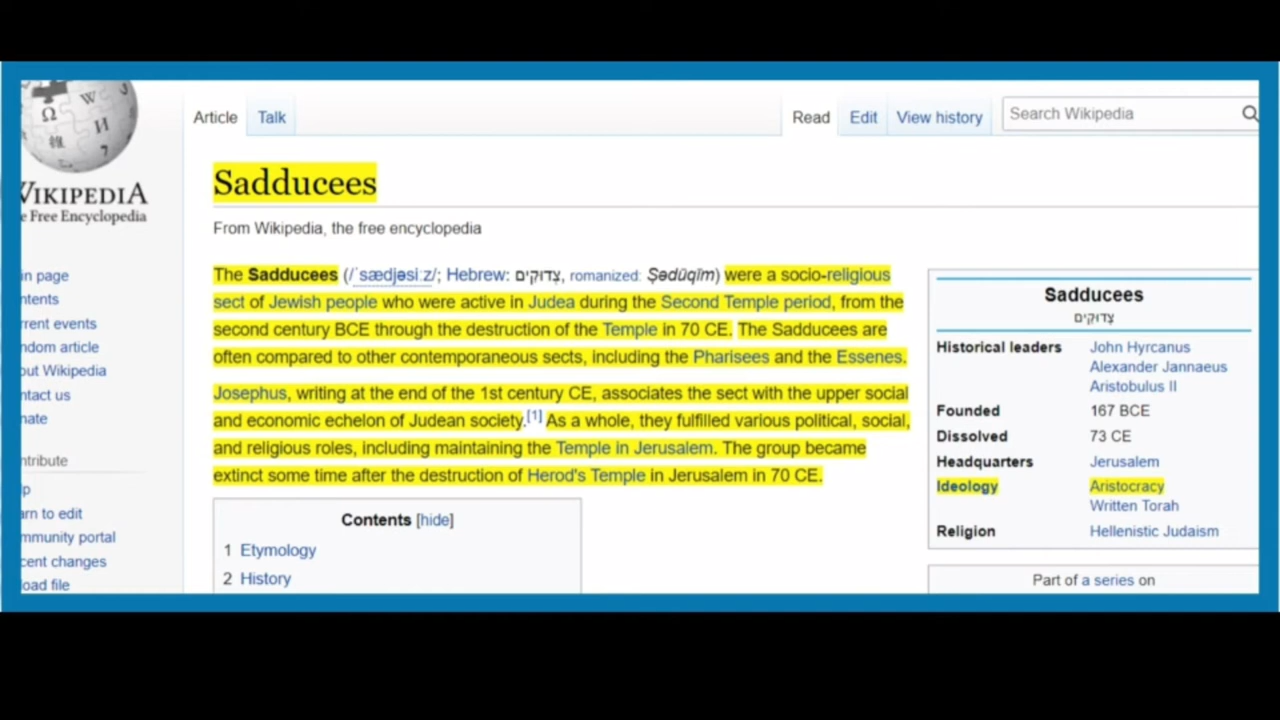 Article
Talk
Read
Edit
View history
Search Wikipedia
WIKIPEDIA
e Free Encyclopedia
in page
ntents
rrent events
ndom article
out Wikipedia
ntact us
nate
ntribute
lp
arn to edit
mmunity portal
cent changes
load file
Sadducees
From Wikipedia, the free encyclopedia
The Sadducees (/ˈsædjəsiːz/; Hebrew: צְדוּקִים, romanized: Ṣədūqīm) were a socio-religious
sect of Jewish people who were active in Judea during the Second Temple period, from the
second century BCE through the destruction of the Temple in 70 CE. The Sadducees are
often compared to other contemporaneous sects, including the Pharisees and the Essenes.
Josephus, writing at the end of the 1st century CE, associates the sect with the upper social
and economic echelon of Judean society.[1] As a whole, they fulfilled various political, social,
and religious roles, including maintaining the Temple in Jerusalem. The group became
extinct some time after the destruction of Herod's Temple in Jerusalem in 70 CE.
Contents [hide]
1 Etymology
2 History
Sadducees
צְדוּקִים
Historical leaders John Hyrcanus
Alexander Jannaeus
Aristobulus II
Founded 167 BCE
Dissolved 73 CE
Headquarters Jerusalem
Ideology Aristocracy
Written Torah
Religion Hellenistic Judaism
Part of a series on